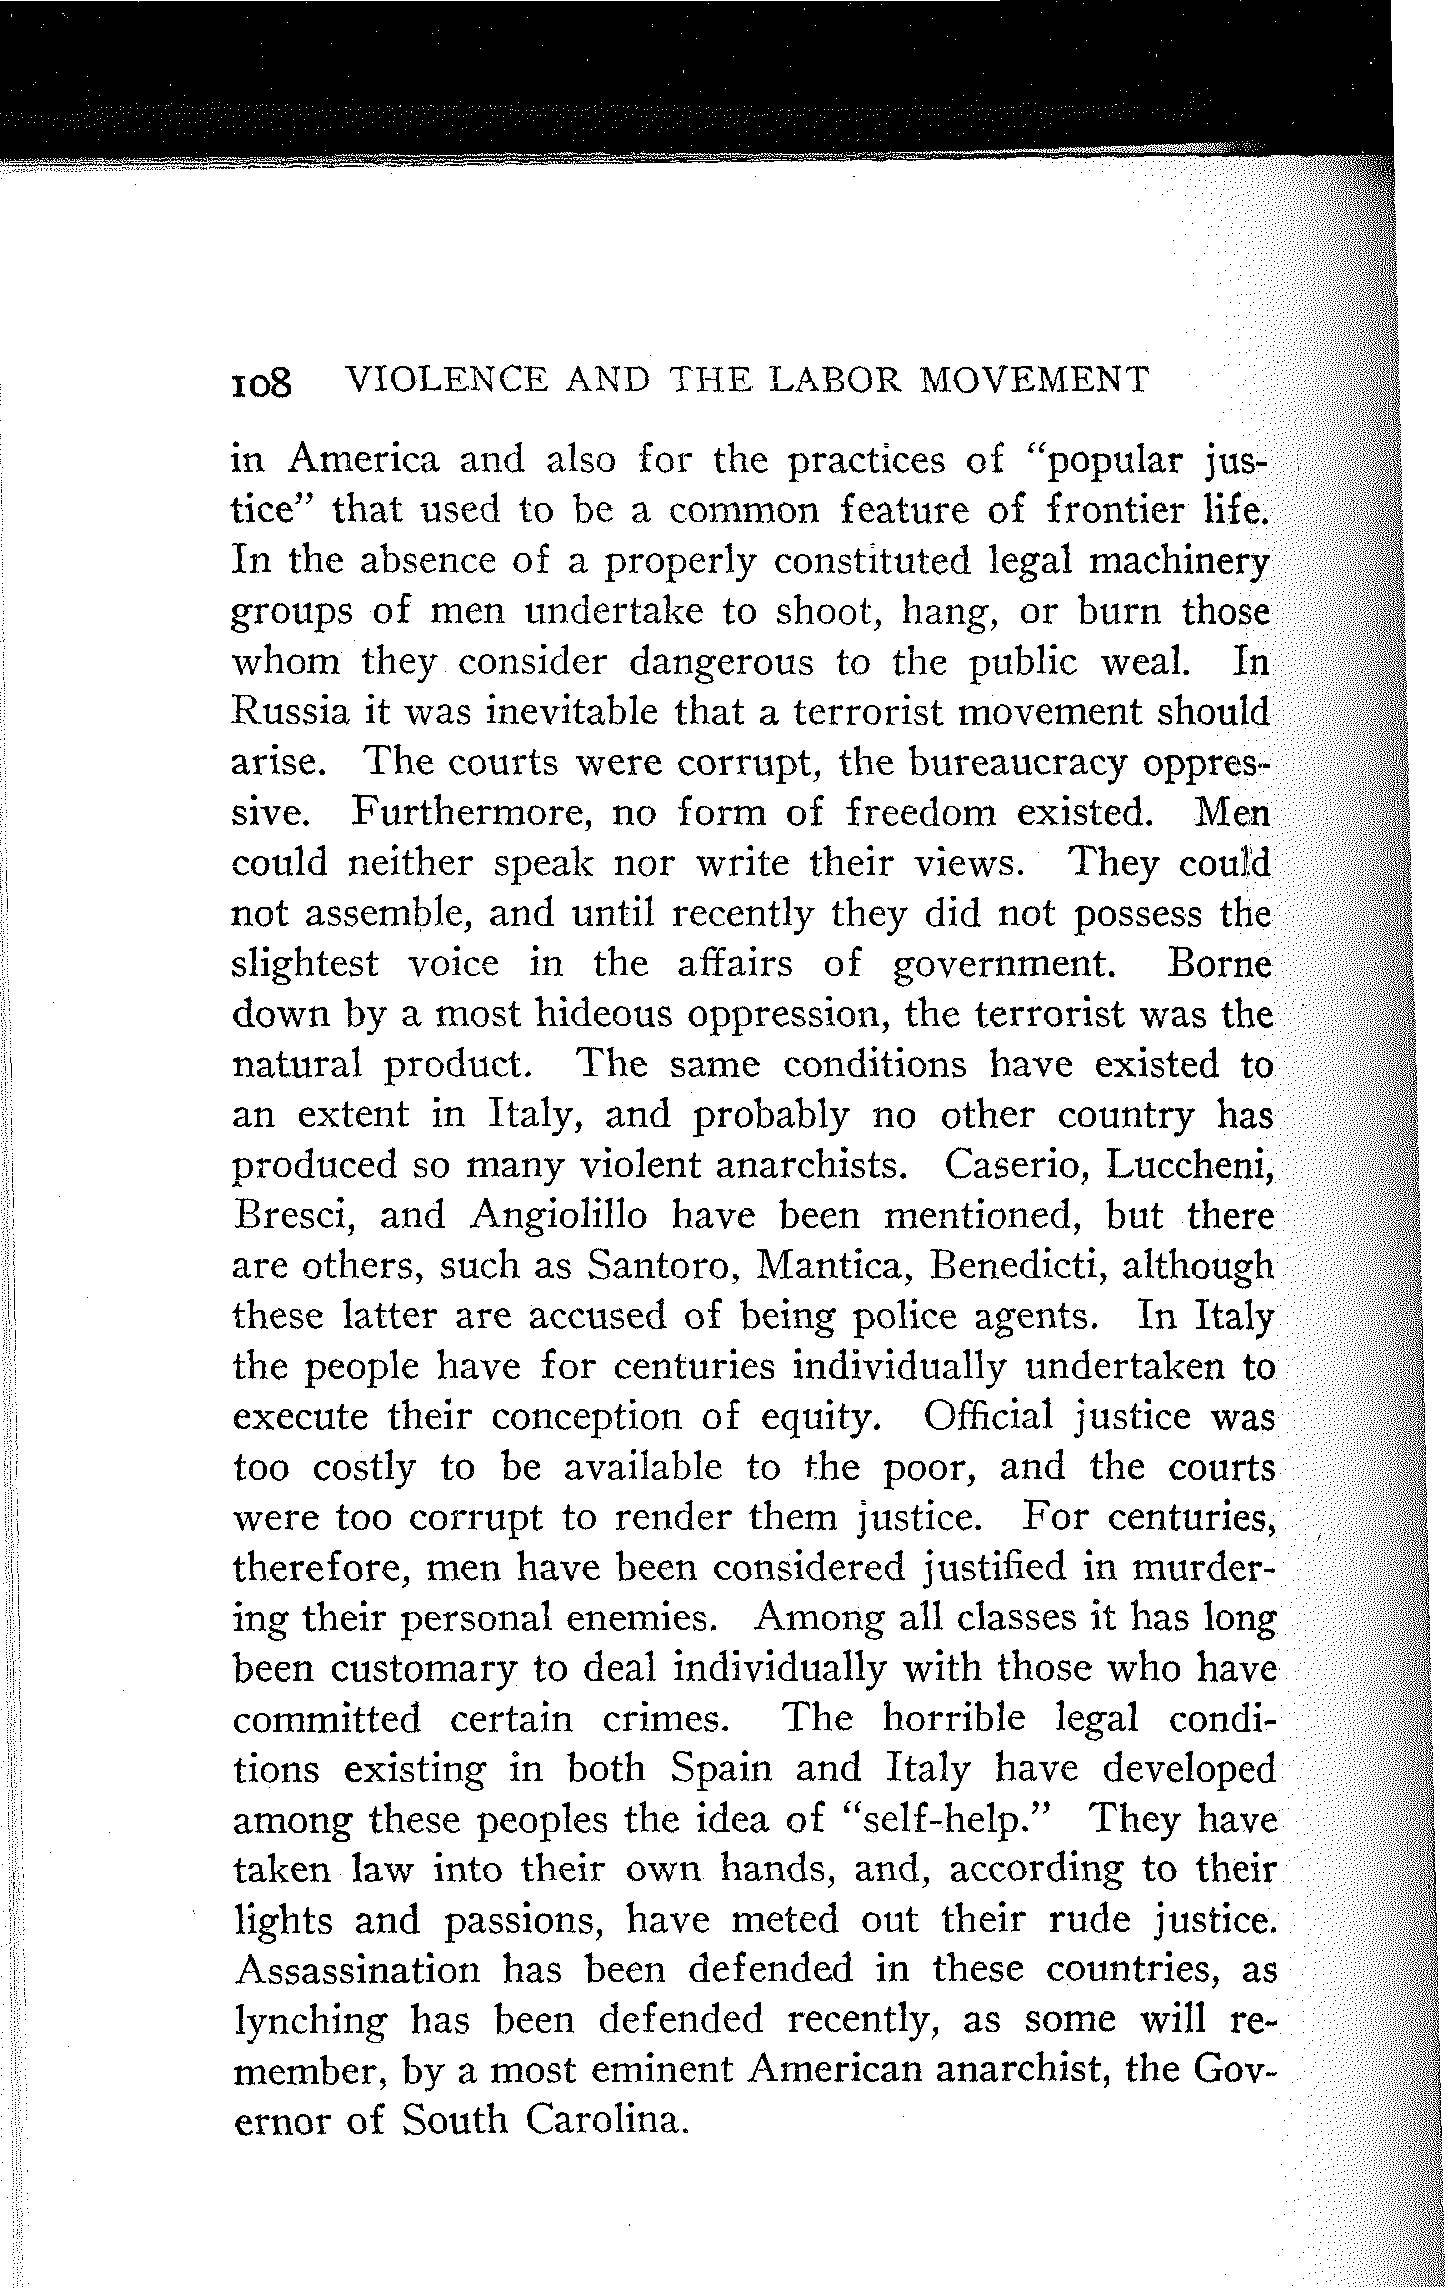 108 VIOLENCE AND THE LABOR MOVEMENT
in America and also for the practices of "popular jus-
tice" that used to be a common feature of frontier life.
In the absence of a properly constituted legal machinery
groups of men undertake to shoot, hang, or burn those
whom they consider dangerous to the public weal. In
Russia it was inevitable that a terrorist movement should
arise. The courts were corrupt, the bureaucracy oppres-
sive. Furthermore, no form of freedom existed. Men
could neither speak nor write their views. They could
not assemble, and until recently they did not possess the
slightest voice in the affairs of government. Borne
down by a most hideous oppression, the terrorist was the
natural product. The same conditions have existed to
an extent in Italy, and probably no other country has
produced so many violent anarchists. Caserio, Luccheni,
Bresci, and Angiolillo have been mentioned, but there
are others, such as Santoro, Mantica, Benedicti, although
these latter are accused of being police agents. In Italy
the people have for centuries individually undertaken to
execute their conception of equity. Official justice was
too costly to be available to the poor, and the courts
were too corrupt to render them justice. For centuries,
therefore, men have been considered justified in murder-
ing their personal enemies. Among all classes it has long
been customary to deal individually with those who have
committed certain crimes. The horrible legal condi-
tions existing in both Spain and Italy have developed
among these peoples the idea of "self-help." They have
taken law into their own hands, and, according to their
lights and passions, have meted out their rude justice.
Assassination has been defended in these countries, as
lynching has been defended recently, as some will re-
member, by a most eminent American anarchist, the Gov-
ernor of South Carolina.